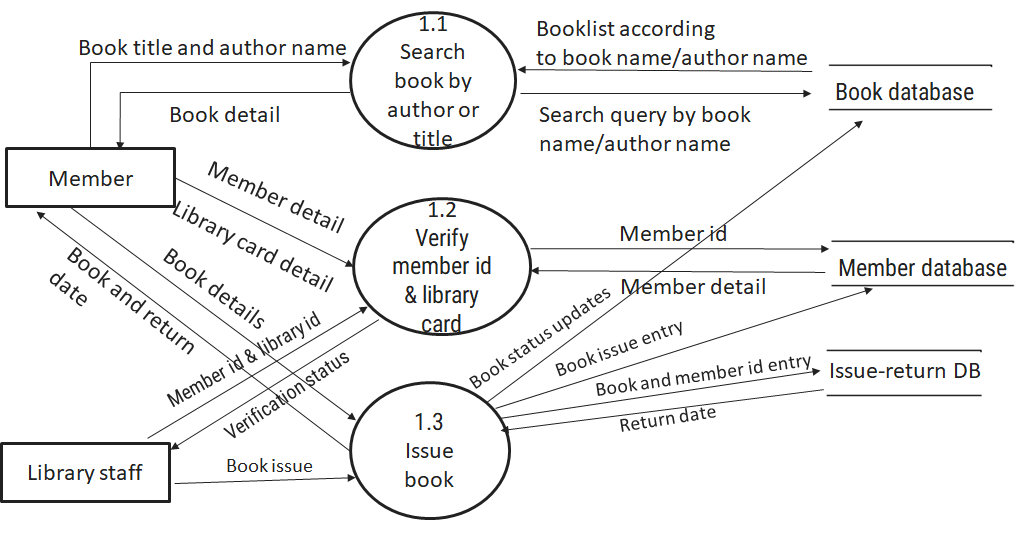 1.1
Search
book by
author or
title
Booklist according
to book name/author name
Book title and author name
Book database
Book detail
Search query by book
name/author name
Member
Member detail
Library card detail
1.2
Verify
member id
& library
card
Member id
Member database
Member detail
Book and return
date
Book details
Member id & library id
Verification status
Book status updates
Book issue entry
Book and member id entry
Issue-return DB
Return date
1.3
Issue
book
Library staff
Book issue